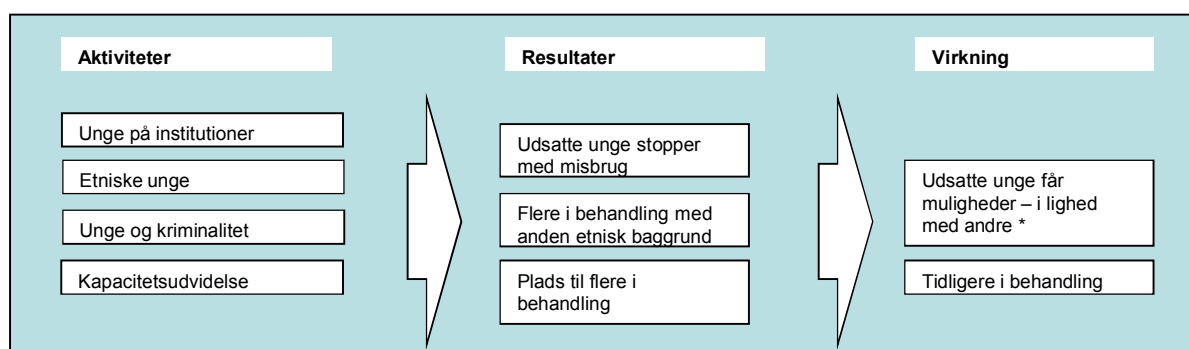 Aktiviteter
Unge på institutioner
Etniske unge
Unge og kriminalitet
Kapacitetsudvidelse
Resultater
Udsatte unge stopper
med misbrug
Flere i behandling med
anden etnisk baggrund
Plads til flere i
behandling
Virkning
Udsatte unge får
muligheder – i lighed
med andre *
Tidligere i behandling